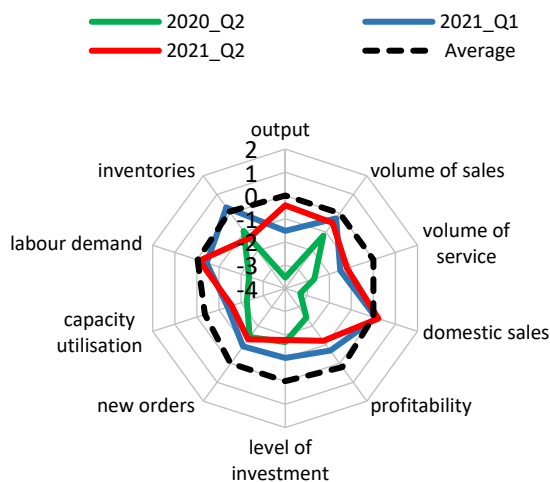 2020_Q2
2021_Q1
2021_Q2
Average
output
2
1
0
-1
-2
-3
-4
volume of sales
volume of
service
domestic sales
profitability
level of
investment
new orders
capacity
utilisation
labour demand
inventories